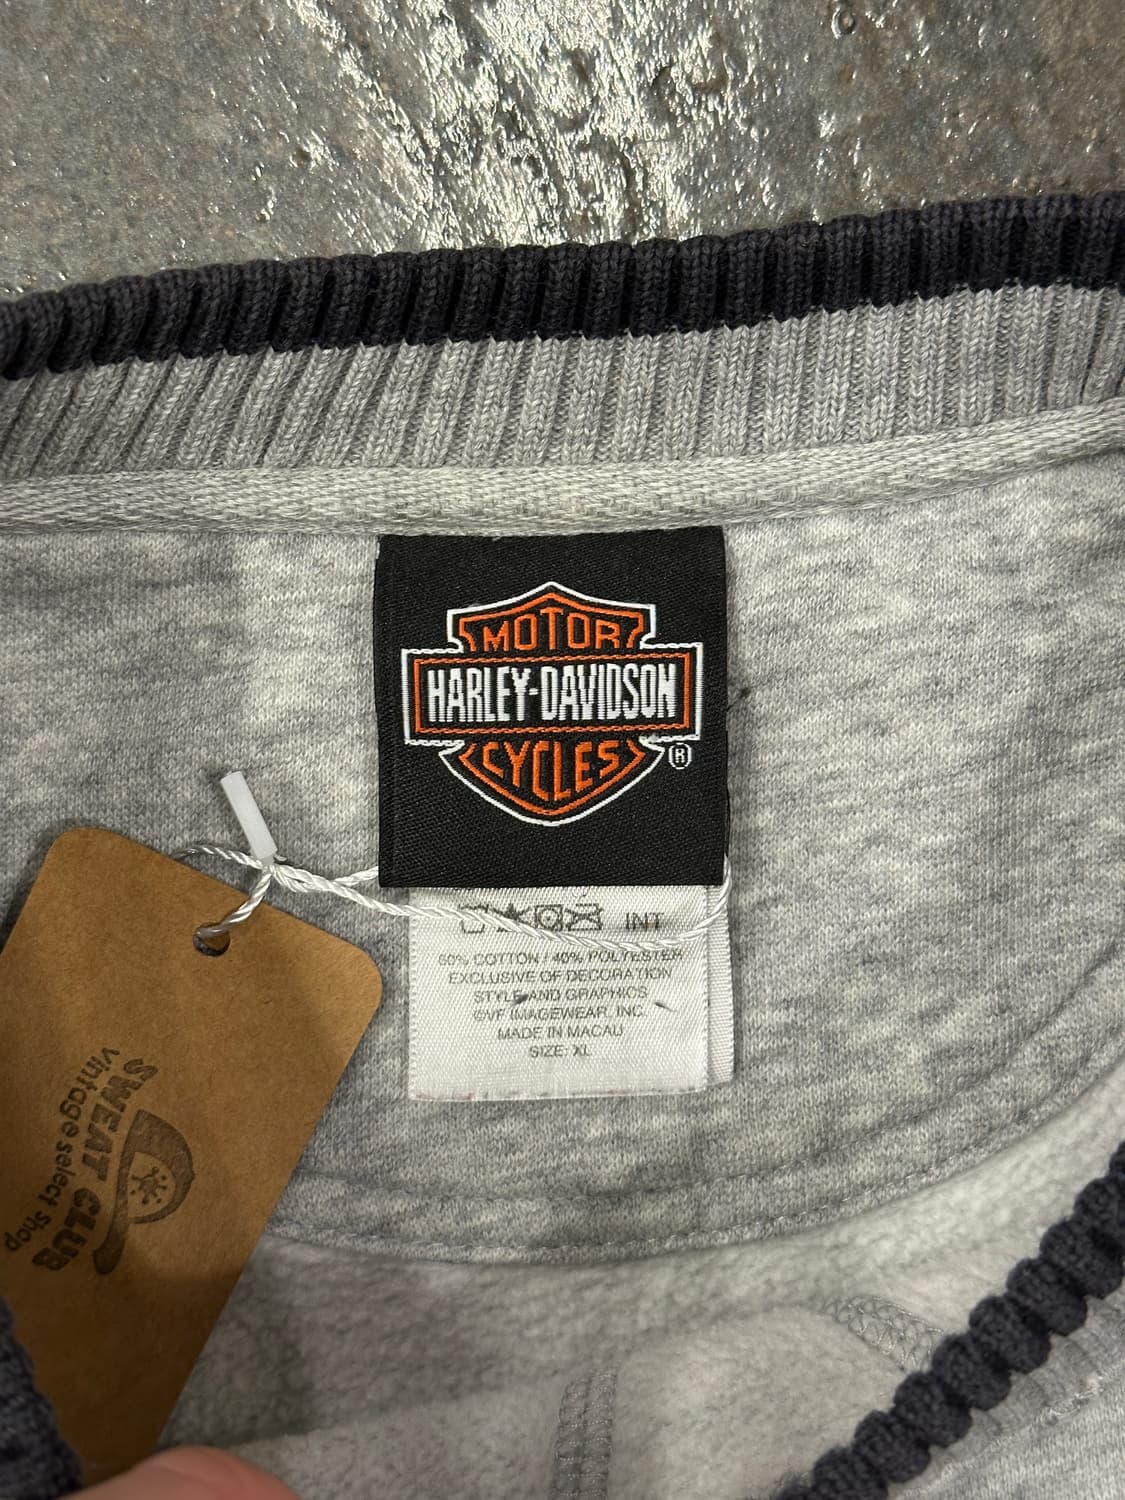 MOTOR
HARLEY-DAVIDSON
CYCLES
®
INT
60% COTTON / 40% POLYESTER
EXCLUSIVE OF DECORATION
STYLE AND GRAPHICS
©VF IMAGEWEAR, INC.
MADE IN MACAU
SIZE: XL
SWEAT CLUB
Vintage select Shop